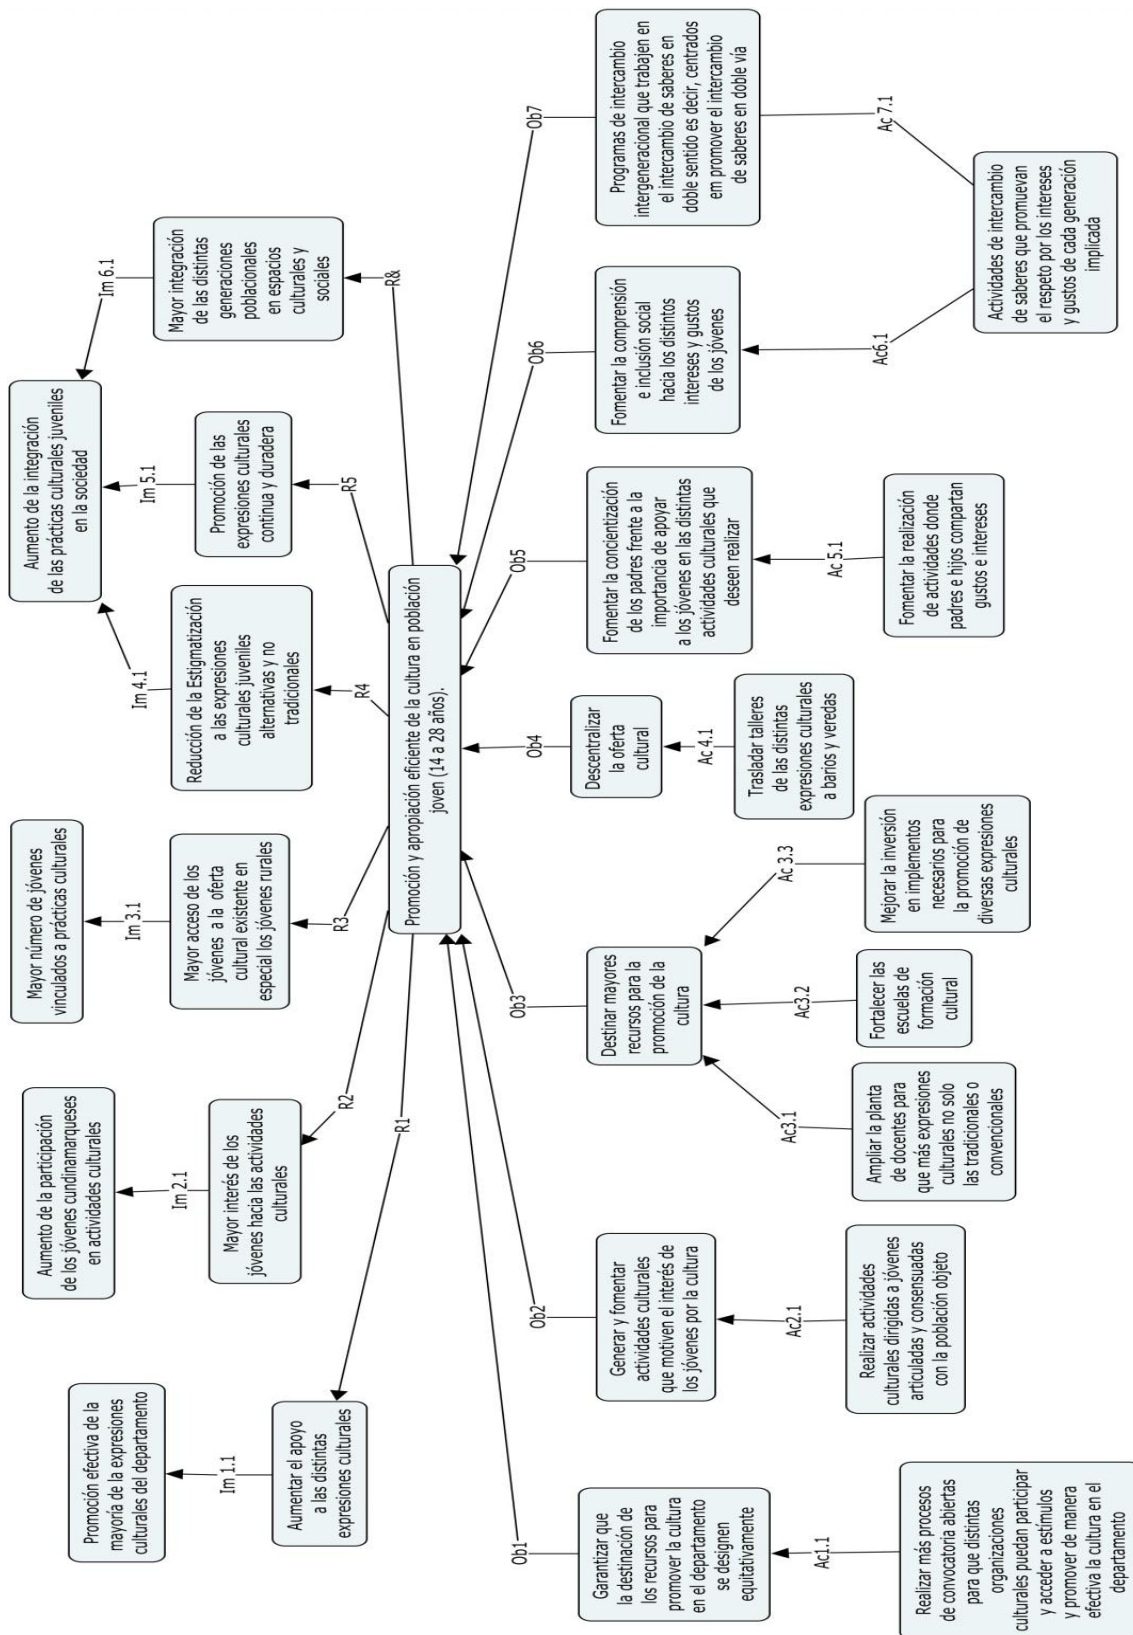 Promoción efectiva de la
mayoría de la expresiones
culturales del departamento
Aumento de la participación
de los jóvenes cundinamarqueses
en actividades culturales
Mayor número de jóvenes
vinculados a prácticas culturales
Aumento de la integración
de las prácticas culturales juveniles
en la sociedad
Im 1.1
Im 2.1
Im 3.1
Im 4.1
Im 5.1
Im 6.1
Aumentar el apoyo
a las distintas
expresiones culturales
Mayor interés de los
jóvenes hacia las actividades
culturales
Mayor acceso de los
jóvenes a la oferta
cultural existente en
especial los jóvenes rurales
Reducción de la Estigmatización
a las expresiones
culturales juveniles
alternativas y no
tradicionales
Promoción de las
expresiones culturales
continua y duradera
Mayor integración
de las distintas
generaciones
poblacionales
en espacios
culturales y
sociales
R1
R2
R3
R4
R5
R&
Promoción y apropiación eficiente de la cultura en población
joven (14 a 28 años).
Ob1
Ob2
Ob3
Ob4
Ob5
Ob6
Ob7
Garantizar que
la destinación de
los recursos para
promover la cultura
en el departamento
se designen
equitativamente
Generar y fomentar
actividades culturales
que motiven el interés de
los jóvenes por la cultura
Destinar mayores
recursos para la
promoción de la
cultura
Descentralizar
la oferta
cultural
Fomentar la concientización
de los padres frente a la
importancia de apoyar
a los jóvenes en las distintas
actividades culturales que
deseen realizar
Fomentar la comprensión
e inclusión social
hacia los distintos
intereses y gustos
de los jóvenes
Programas de intercambio
intergeneracional que trabajen en
el intercambio de saberes en
doble sentido es decir, centrados
em promover el intercambio
de saberes en doble vía
Ac1.1
Ac2.1
Ac3.1
Ac3.2
Ac 3.3
Ac 4.1
Ac 5.1
Ac6.1
Ac 7.1
Realizar más procesos
de convocatoria abiertas
para que distintas
organizaciones
culturales puedan participar
y acceder a estímulos
y promover de manera
efectiva la cultura en el
departamento
Realizar actividades
culturales dirigidas a jóvenes
articuladas y consensuadas
con la población objeto
Ampliar la planta
de docentes para
que más expresiones
culturales no solo
las tradicionales o
convencionales
Fortalecer las
escuelas de
formación
cultural
Mejorar la inversión
en implementos
necesarios para
la promoción de
diversas expresiones
culturales
Trasladar talleres
de las distintas
expresiones culturales
a barios y veredas
Fomentar la realización
de actividades donde
padres e hijos compartan
gustos e intereses
Actividades de intercambio
de saberes que promuevan
el respeto por los intereses
y gustos de cada generación
implicada